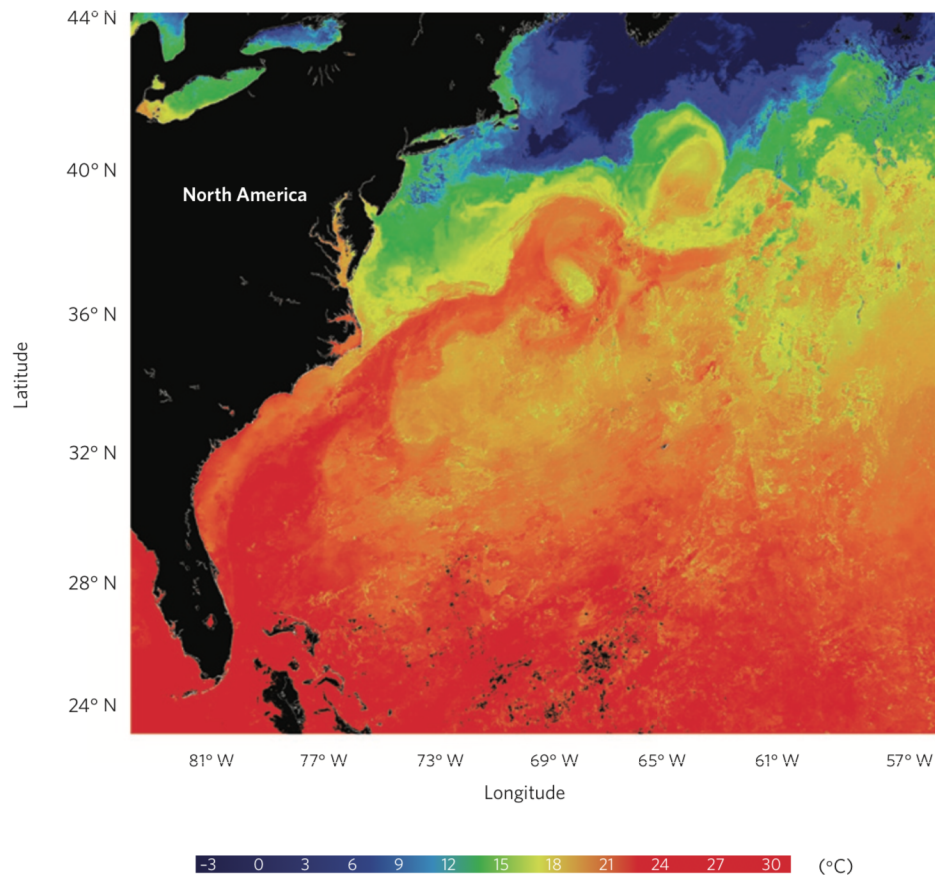 44° N
40° N
North America
36° N
Latitude
32° N
28° N
24° N
81° W 77° W 73° W 69° W 65° W 61° W 57° W
Longitude
–3 0 3 6 9 12 15 18 21 24 27 30 (°C)